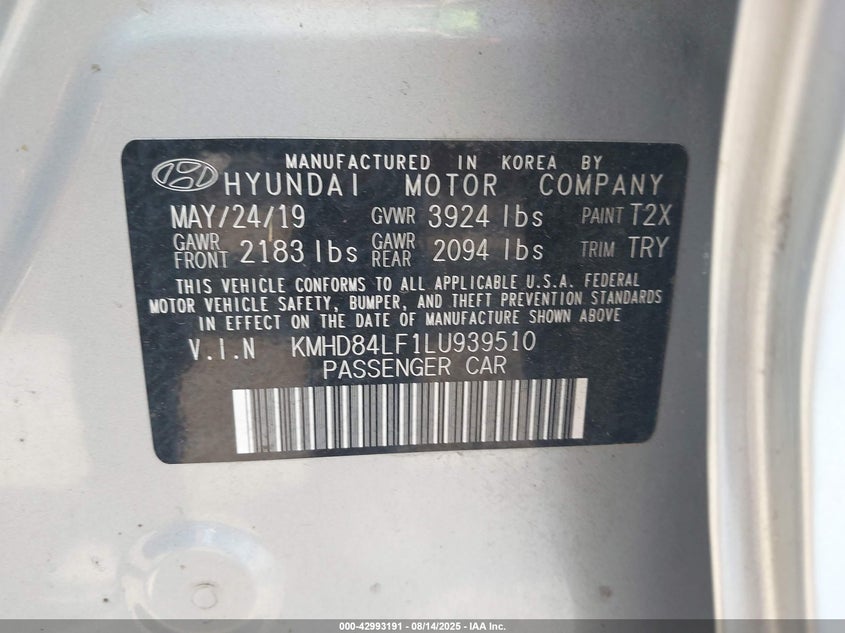 MANUFACTURED IN KOREA BY
HYUNDAI MOTOR COMPANY
MAY/24/19 GVWR 3924 lbs PAINT T2X
GAWR FRONT 2183 lbs GAWR REAR 2094 lbs TRIM TRY
THIS VEHICLE CONFORMS TO ALL APPLICABLE U.S.A. FEDERAL
MOTOR VEHICLE SAFETY, BUMPER, AND THEFT PREVENTION STANDARDS
IN EFFECT ON THE DATE OF MANUFACTURE SHOWN ABOVE
V.I.N KMHD84LF1LU939510
PASSENGER CAR
000-42993191 - 08/14/2025 - IAA Inc.